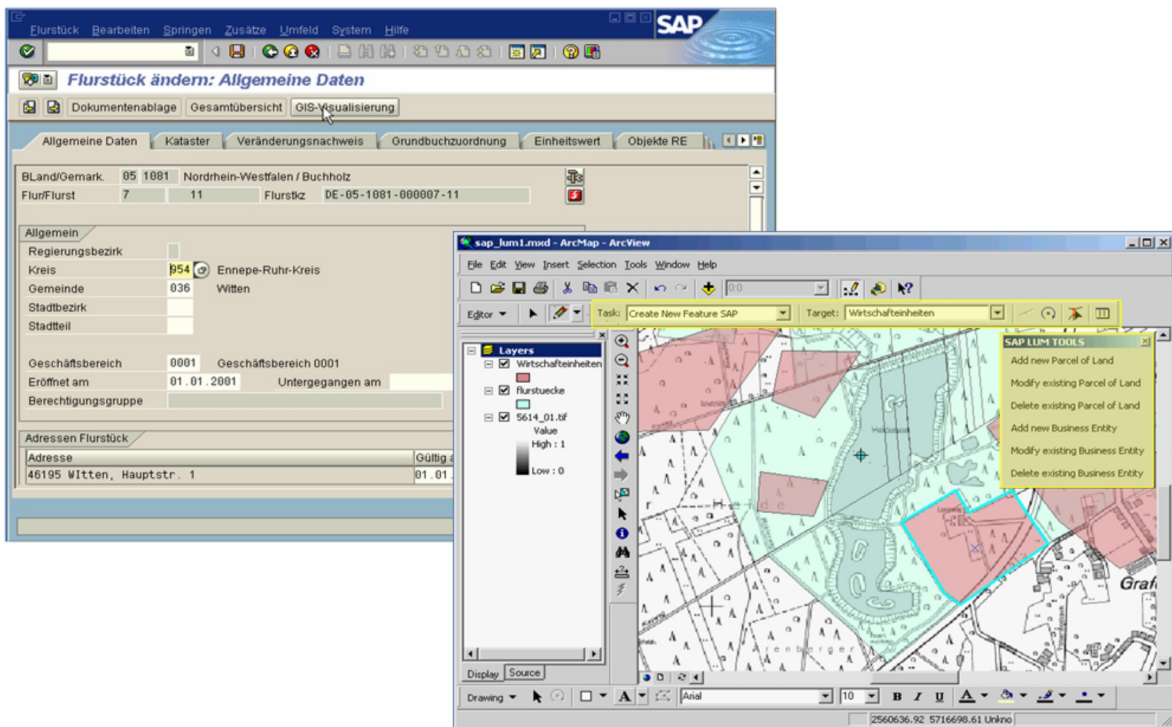 Flurstück Bearbeiten Springen Zusätze Umfeld System Hilfe
SAP
Flurstück ändern: Allgemeine Daten
Dokumentenablage Gesamtübersicht GIS-Visualisierung
Allgemeine Daten Kataster Veränderungsnachweis Grundbuchzuordnung Einheitswert Objekte RE
BLand/Gemark. 05 1081 Nordrhein-Westfalen / Buchholz
Flur/Flurst 7 11 Flurstkz DE-05-1081-000007-11
Allgemein
Regierungsbezirk
Kreis 954 Ennepe-Ruhr-Kreis
Gemeinde 036 Witten
Stadtbezirk
Stadtteil
Geschäftsbereich 0001 Geschäftsbereich 0001
Eröffnet am 01.01.2001 Untergegangen am
Berechtigungsgruppe
Adressen Flurstück
Adresse Gültig a
46195 WItten, Hauptstr. 1 01.01.
sap_lum1.mxd - ArcMap - ArcView
File Edit View Insert Selection Tools Window Help
0:0
Editor Task: Create New Feature SAP Target: Wirtschafteinheiten
Layers
Wirtschafteinheiten
flurstuecke
5614_01.tif
Value
High : 1
Low : 0
SAP LUM TOOLS
Add new Parcel of Land
Modify existing Parcel of Land
Delete existing Parcel of Land
Add new Business Entity
Modify existing Business Entity
Delete existing Business Entity
Grafe
Display Source
Drawing A Arial 10 B I U A
2560636.92 5716698.61 Unkno